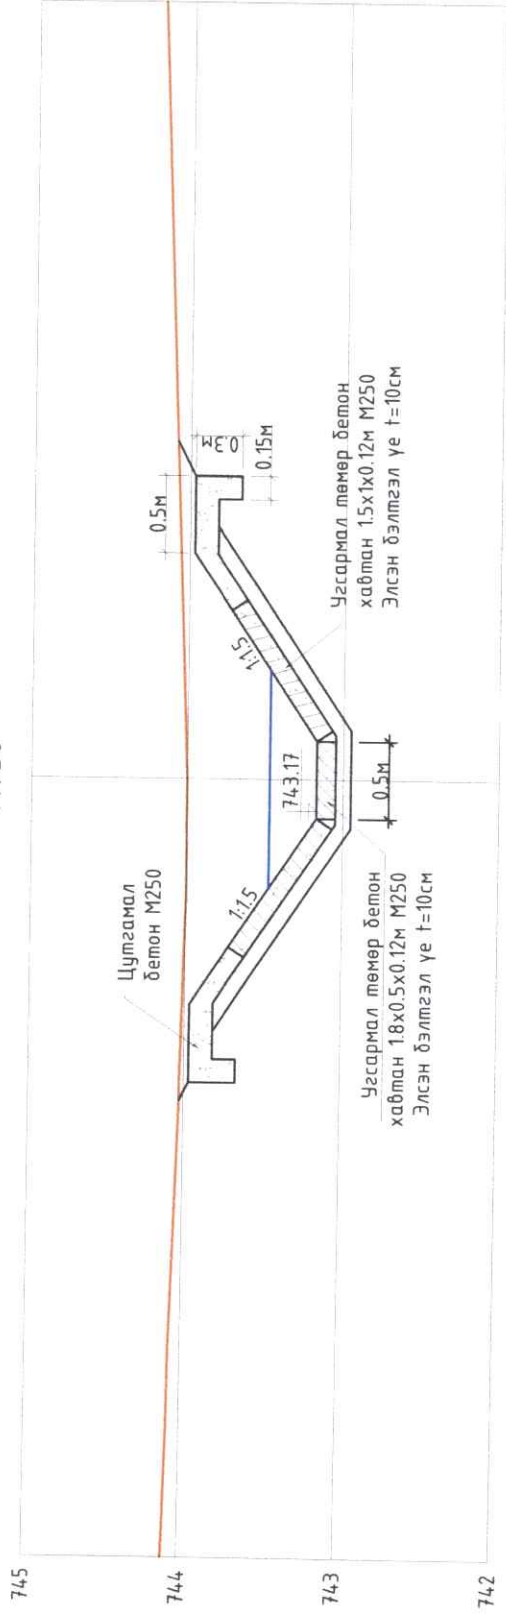 745
744
743
742
Цутгамал
бетон М250
1:1.5
743.17
1:1.5
0.5м
0.3м
0.15м
0.5м
Угсармал төмөр бетон
хавтан 1.8х0.5х0.12м М250
Элсэн бэлтгэл үе t=10см
Угсармал төмөр бетон
хавтан 1.5х1х0.12м М250
Элсэн бэлтгэл үе t=10см